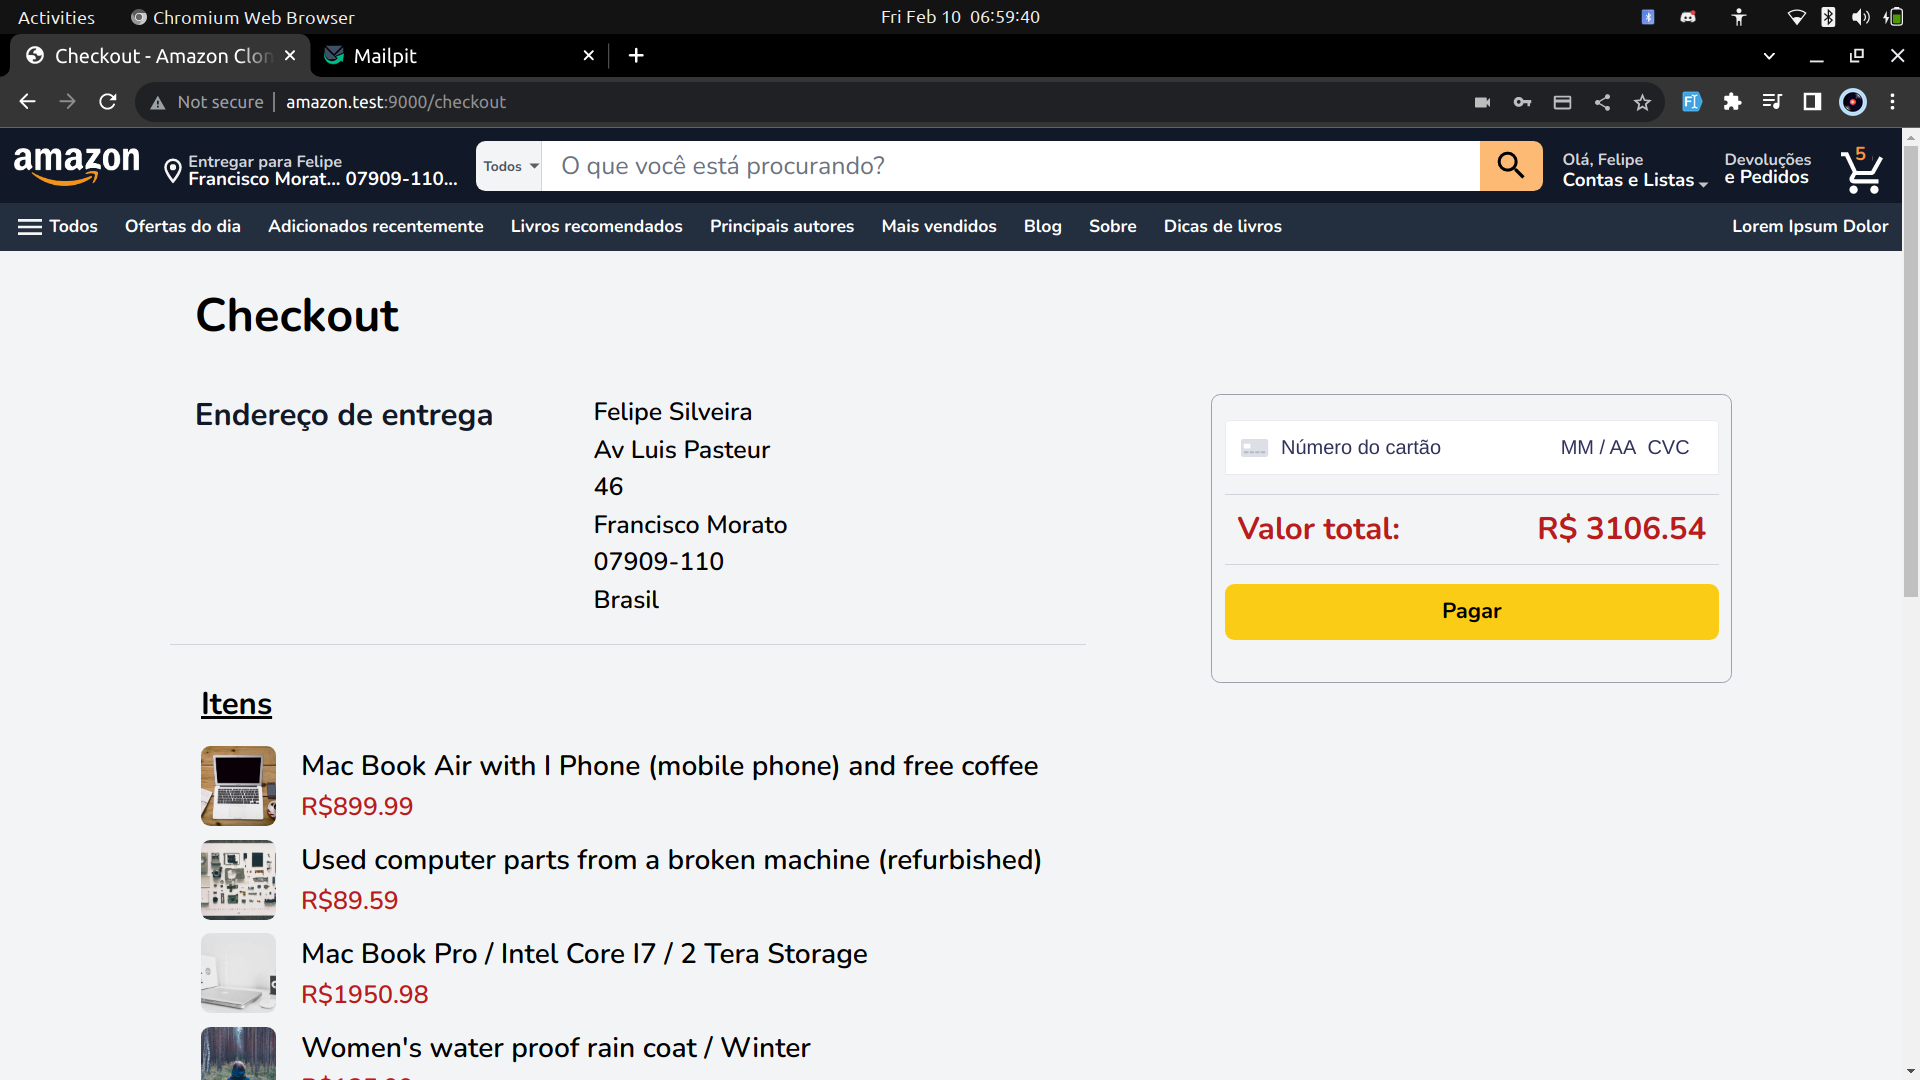 Activities
Chromium Web Browser
Fri Feb 10 06:59:40
Checkout - Amazon Clon
Mailpit
Not secure
amazon.test:9000/checkout
amazon
Entregar para Felipe
Francisco Morat... 07909-110...
Todos
O que você está procurando?
Olá, Felipe
Contas e Listas
Devoluções
e Pedidos
5
Todos
Ofertas do dia
Adicionados recentemente
Livros recomendados
Principais autores
Mais vendidos
Blog
Sobre
Dicas de livros
Lorem Ipsum Dolor
Checkout
Endereço de entrega
Felipe Silveira
Av Luis Pasteur
46
Francisco Morato
07909-110
Brasil
Número do cartão
MM / AA CVC
Valor total:
R$ 3106.54
Pagar
Itens
Mac Book Air with I Phone (mobile phone) and free coffee
R$899.99
Used computer parts from a broken machine (refurbished)
R$89.59
Mac Book Pro / Intel Core I7 / 2 Tera Storage
R$1950.98
Women's water proof rain coat / Winter